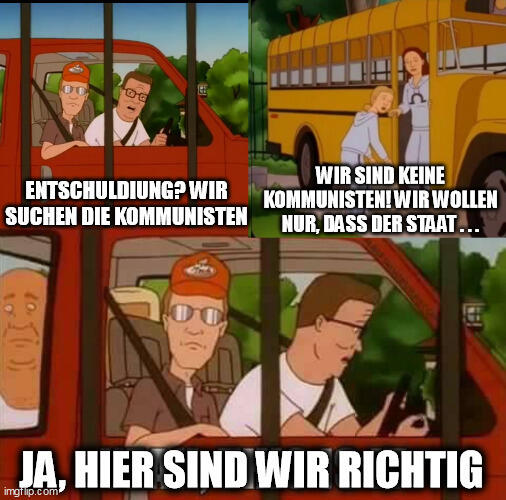 ENTSCHULDIUNG? WIR
SUCHEN DIE KOMMUNISTEN
WIR SIND KEINE
KOMMUNISTEN! WIR WOLLEN
NUR, DASS DER STAAT . . .
JA, HIER SIND WIR RICHTIG
imgflip.com